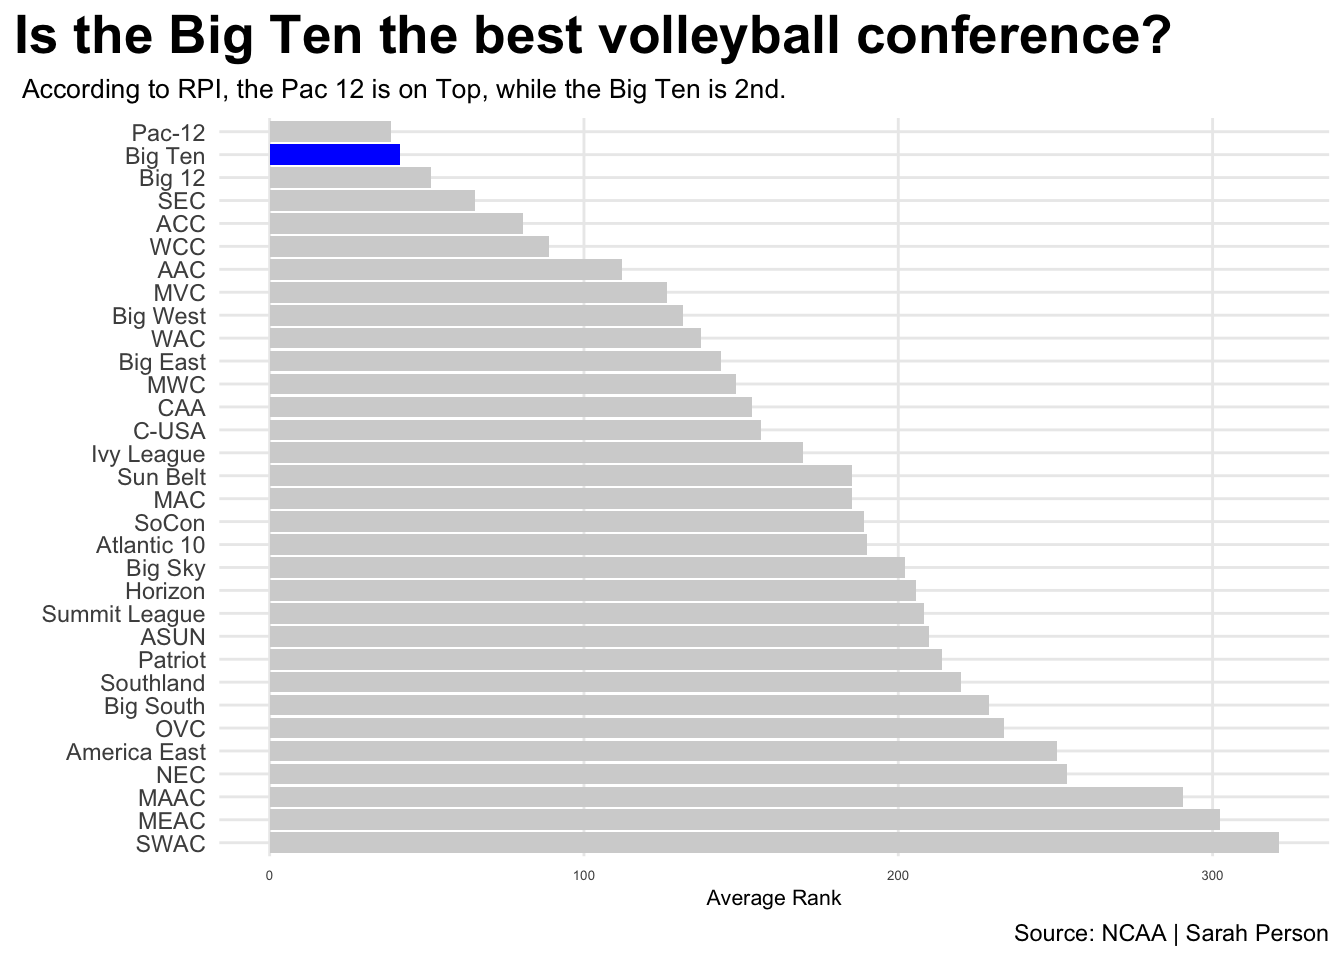 Is the Big Ten the best volleyball conference?
According to RPI, the Pac 12 is on Top, while the Big Ten is 2nd.
Pac-12
Big Ten
Big 12
SEC
ACC
WCC
AAC
MVC
Big West
WAC
Big East
MWC
CAA
C-USA
Ivy League
Sun Belt
MAC
SoCon
Atlantic 10
Big Sky
Horizon
Summit League
ASUN
Patriot
Southland
Big South
OVC
America East
NEC
MAAC
MEAC
SWAC
0 100 200 300
Average Rank
Source: NCAA | Sarah Person